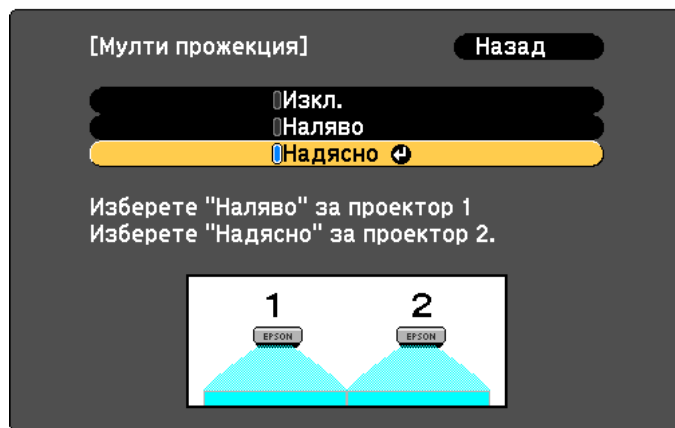 [Мулти прожекция]
Назад
Изкл.
Наляво
Надясно
Изберете "Наляво" за проектор 1
Изберете "Надясно" за проектор 2.
1 2
EPSON EPSON